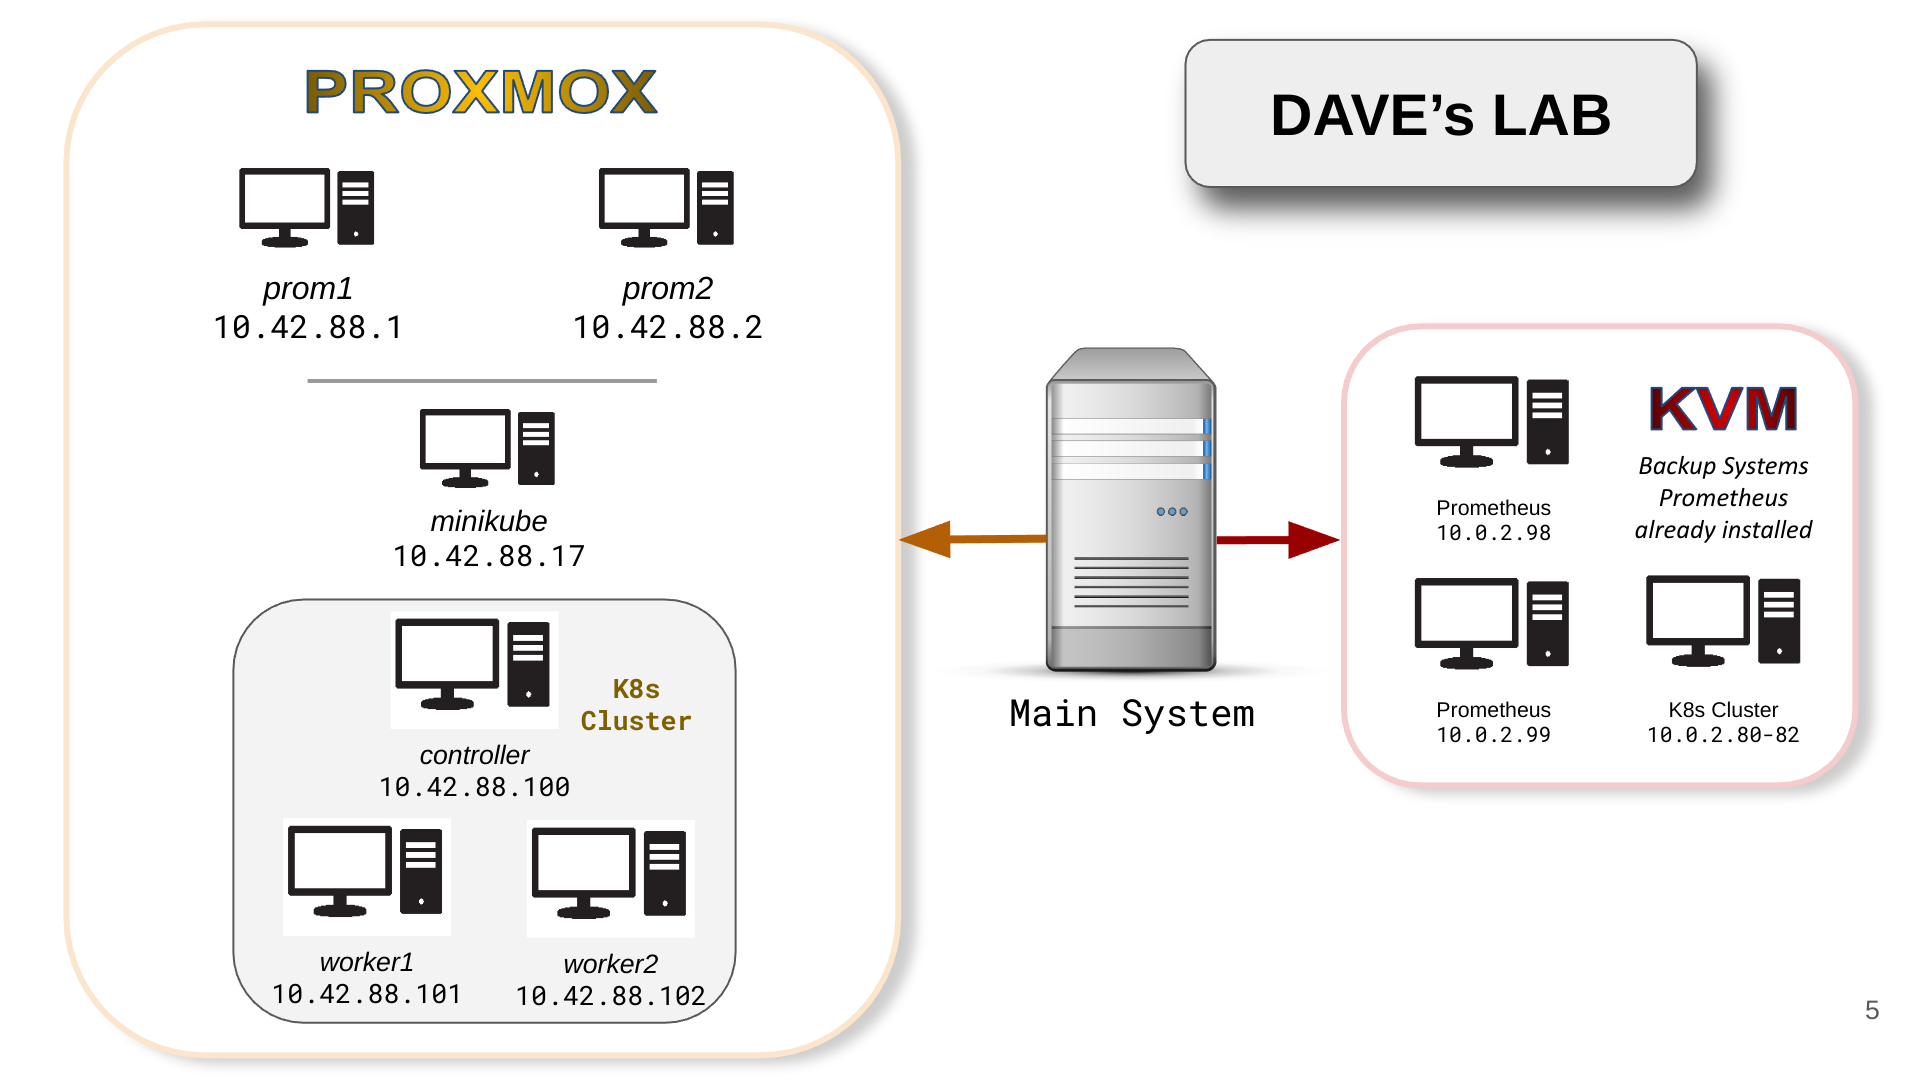 PROXMOX
DAVE’s LAB
prom1
10.42.88.1
prom2
10.42.88.2
minikube
10.42.88.17
K8s
Cluster
controller
10.42.88.100
worker1
10.42.88.101
worker2
10.42.88.102
Main System
KVM
Backup Systems
Prometheus
already installed
Prometheus
10.0.2.98
Prometheus
10.0.2.99
K8s Cluster
10.0.2.80-82
5